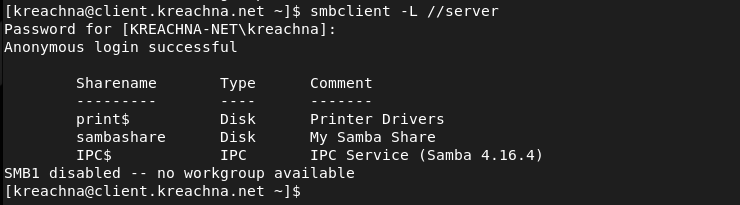 [kreachna@client.kreachna.net ~]$ smbclient -L //server
Password for [KREACHNA-NET\kreachna]:
Anonymous login successful
Sharename Type Comment
--------- ---- -------
print$ Disk Printer Drivers
sambashare Disk My Samba Share
IPC$ IPC IPC Service (Samba 4.16.4)
SMB1 disabled -- no workgroup available
[kreachna@client.kreachna.net ~]$